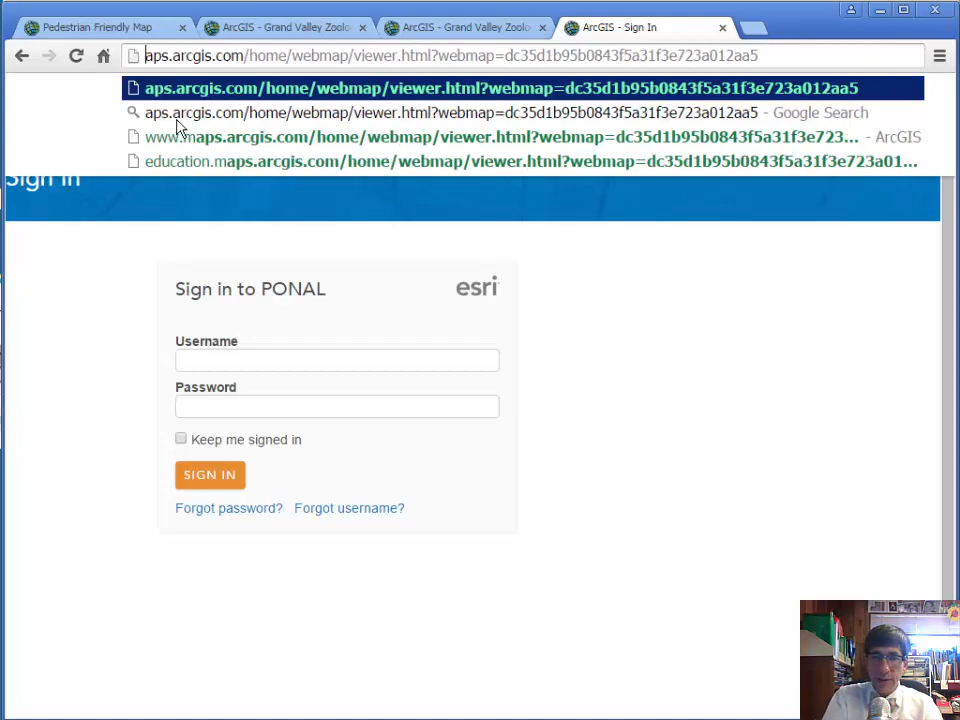 Pedestrian Friendly Map
ArcGIS - Grand Valley Zoolo
ArcGIS - Grand Valley Zoolo
ArcGIS - Sign In
aps.arcgis.com/home/webmap/viewer.html?webmap=dc35d1b95b0843f5a31f3e723a012aa5
aps.arcgis.com/home/webmap/viewer.html?webmap=dc35d1b95b0843f5a31f3e723a012aa5
aps.arcgis.com/home/webmap/viewer.html?webmap=dc35d1b95b0843f5a31f3e723a012aa5 - Google Search
www.maps.arcgis.com/home/webmap/viewer.html?webmap=dc35d1b95b0843f5a31f3e723... - ArcGIS
education.maps.arcgis.com/home/webmap/viewer.html?webmap=dc35d1b95b0843f5a31f3e723a01...
Sign In
Sign in to PONAL
esri
Username
Password
Keep me signed in
SIGN IN
Forgot password? Forgot username?